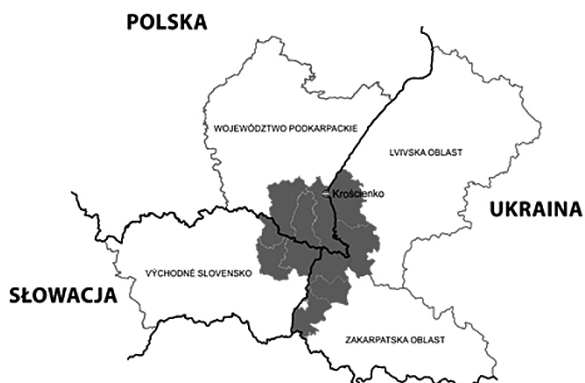 POLSKA
WOJEWÓDZTWO PODKARPACKIE
LVIVSKA OBLAST
Krościenko
UKRAINA
VÝCHODNÉ SLOVENSKO
SŁOWACJA
ZAKARPATSKA OBLAST